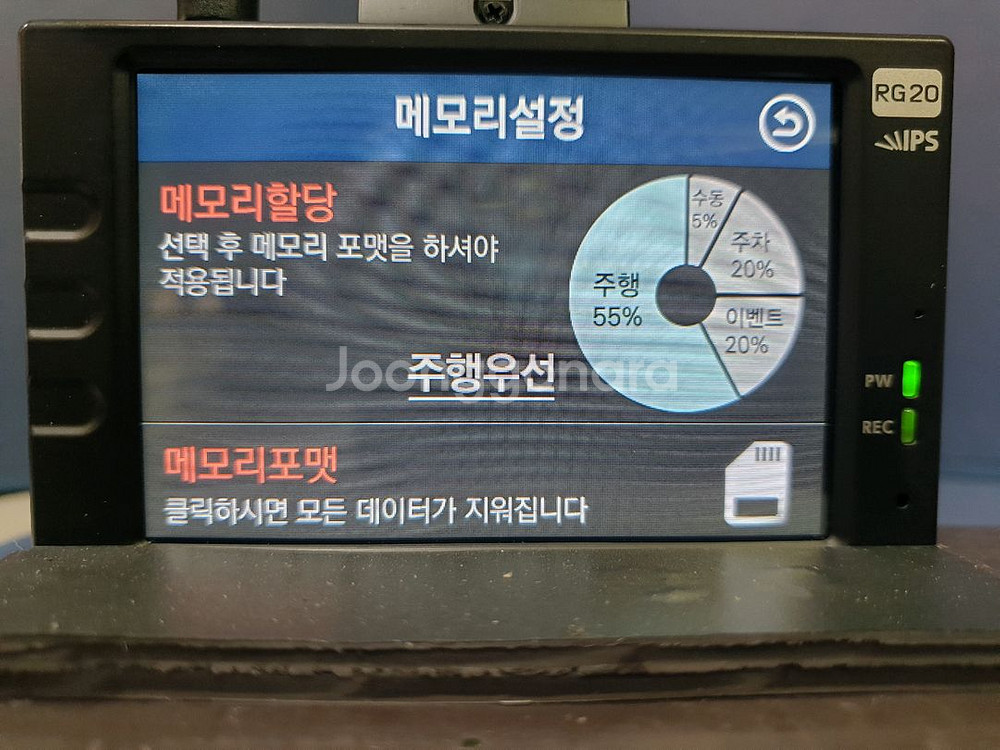 메모리설정
RG20
IPS
메모리할당
선택 후 메모리 포맷을 하셔야
적용됩니다
수동
5%
주차
20%
주행
55%
이벤트
20%
주행우선
Joonggonara
PW
REC
메모리포맷
클릭하시면 모든 데이터가 지워집니다